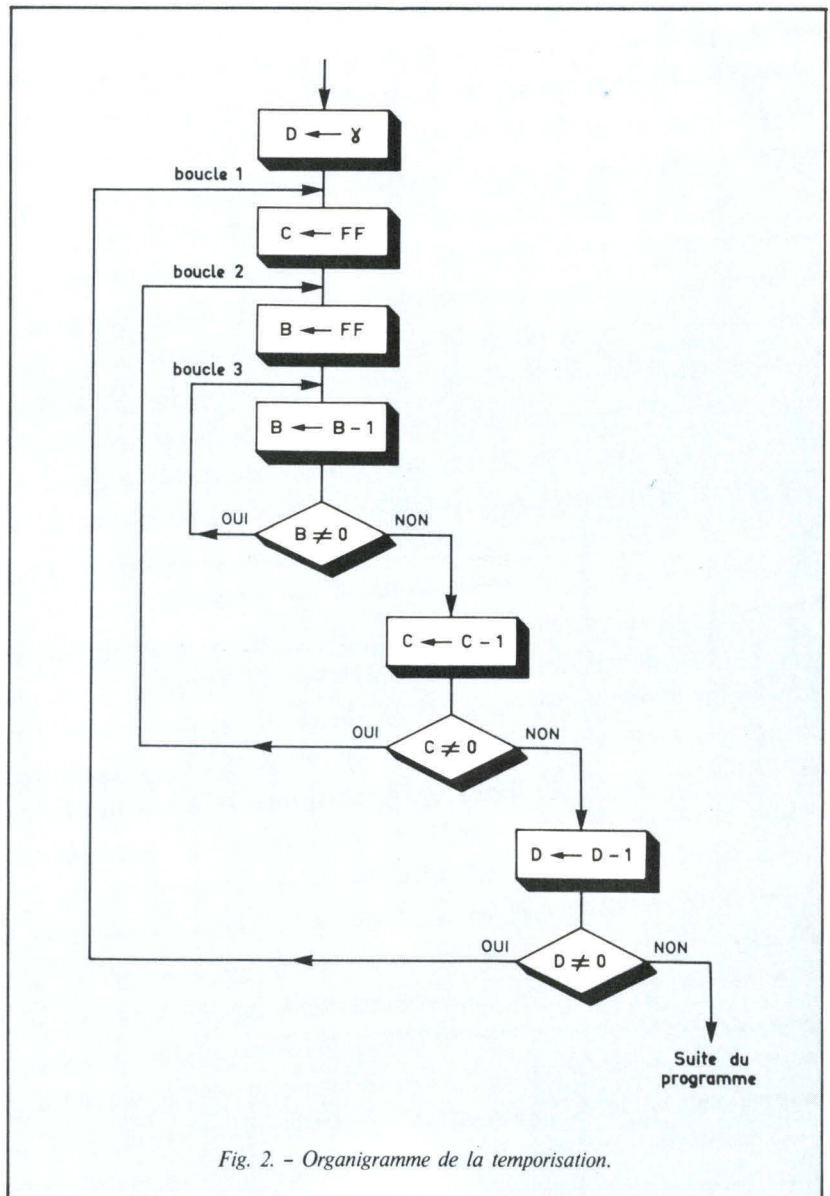 D ← ɣ
boucle 1
C ← FF
boucle 2
B ← FF
boucle 3
B ← B-1
OUI
B ≠ 0
NON
C ← C-1
OUI
C ≠ 0
NON
D ← D-1
OUI
D ≠ 0
NON
Suite du
programme
Fig. 2. – Organigramme de la temporisation.